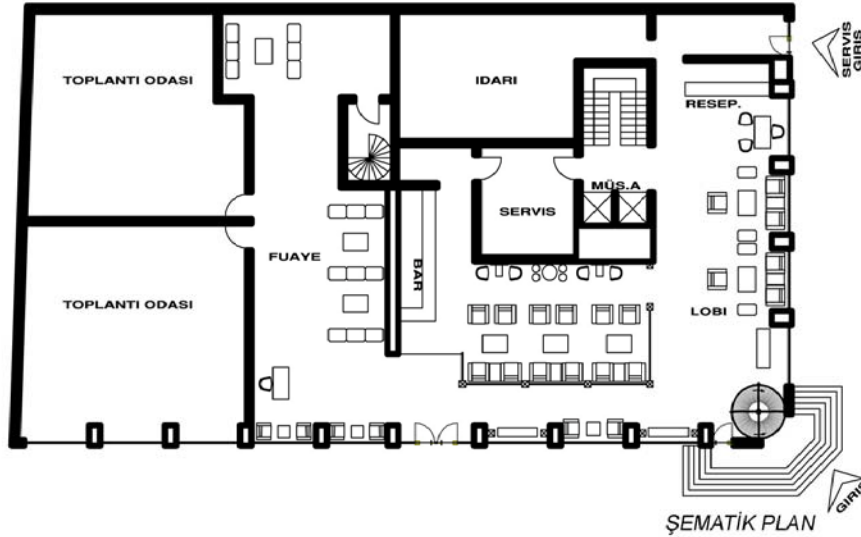 TOPLANTI ODASI
IDARI
SERVIS
GIRIS
RESEP.
MÜS.A
SERVIS
FUAYE
BAR
TOPLANTI ODASI
LOBI
GIRIS
ŞEMATİK PLAN